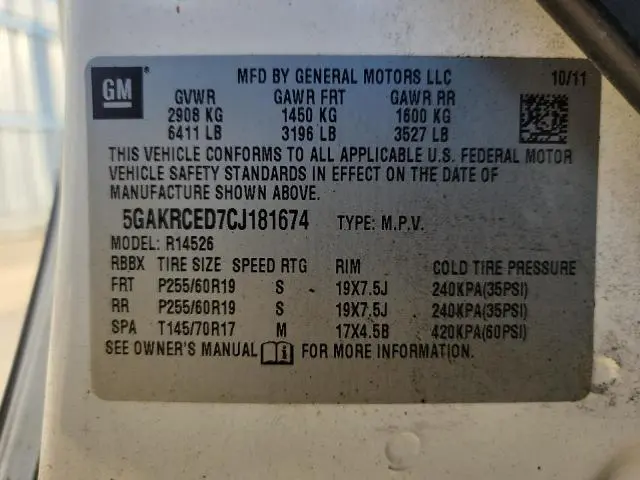 GM ® MFD BY GENERAL MOTORS LLC 10/11
GVWR GAWR FRT GAWR RR
2908 KG 1450 KG 1600 KG
6411 LB 3196 LB 3527 LB
THIS VEHICLE CONFORMS TO ALL APPLICABLE U.S. FEDERAL MOTOR
VEHICLE SAFETY STANDARDS IN EFFECT ON THE DATE OF
MANUFACTURE SHOWN ABOVE.
5GAKRCED7CJ181674 TYPE: M.P.V.
MODEL: R14526
RBBX TIRE SIZE SPEED RTG RIM COLD TIRE PRESSURE
FRT P255/60R19 S 19X7.5J 240KPA(35PSI)
RR P255/60R19 S 19X7.5J 240KPA(35PSI)
SPA T145/70R17 M 17X4.5B 420KPA(60PSI)
SEE OWNER'S MANUAL i FOR MORE INFORMATION.